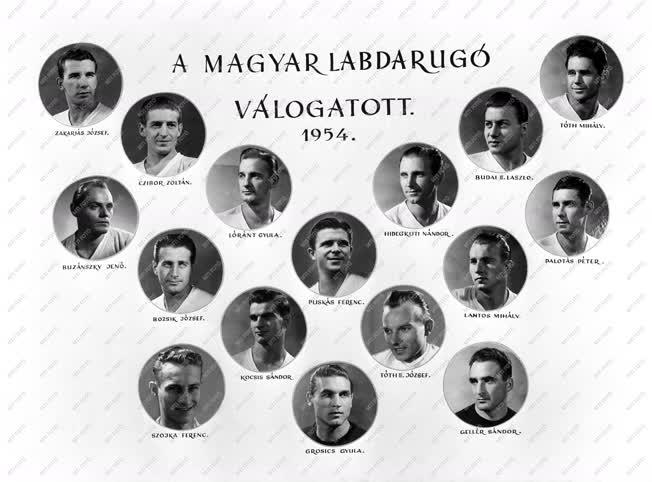 A MAGYAR LABDARUGÓ
VÁLOGATOTT.
1954.
ZAKARIÁS JÓZSEF.
CZIBOR ZOLTÁN.
BUDAI II. LÁSZLO.
TÓTH MIHÁLY.
BUZÁNSZKY JENŐ.
LÓRÁNT GYULA.
HIDEGKUTI NÁNDOR.
PALOTÁS PÉTER.
BOZSIK JÓZSEF.
PUSKÁS FERENC.
LANTOS MIHÁLY.
KOCSIS SÁNDOR
TÓTH II. JÓZSEF.
SZOJKA FERENC.
GROSICS GYULA.
GELLÉR SÁNDOR.